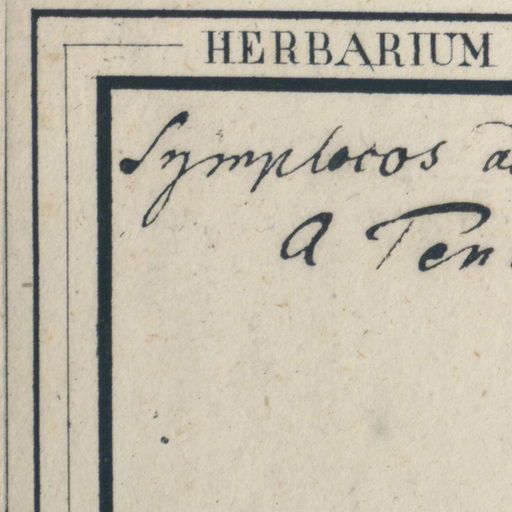 HERBARIUM
Symplocos
A Ten